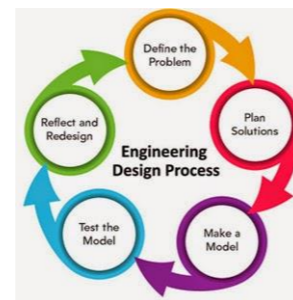 Define the
Problem
Plan
Solutions
Reflect and
Redesign
Engineering
Design Process
Test the
Model
Make a
Model